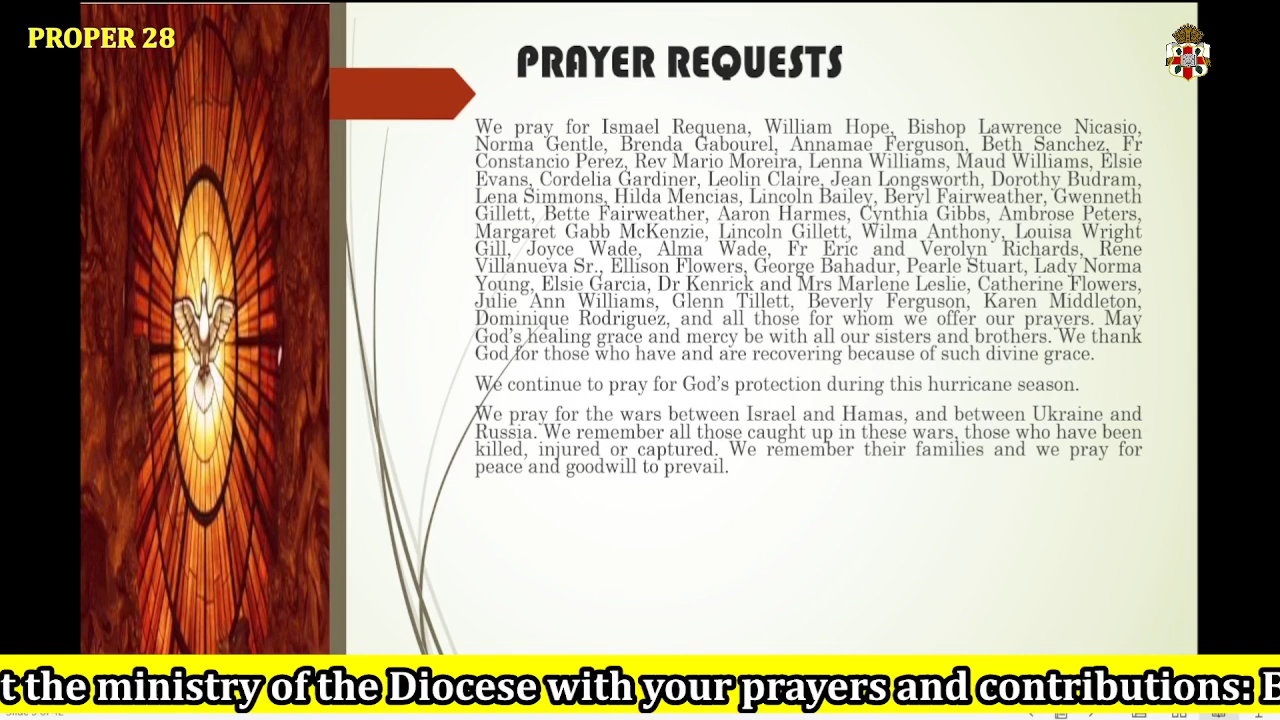 PROPER 28
PRAYER REQUESTS
We pray for Ismael Requena, William Hope, Bishop Lawrence Nicasio,
Norma Gentle, Brenda Gabourel, Annamae Ferguson, Beth Sanchez, Fr
Constancio Perez, Rev Mario Moreira, Lenna Williams, Maud Williams, Elsie
Evans, Cordelia Gardiner, Leolin Claire, Jean Longsworth, Dorothy Budram,
Lena Simmons, Hilda Mencias, Lincoln Bailey, Beryl Fairweather, Gwenneth
Gillett, Bette Fairweather, Aaron Harmes, Cynthia Gibbs, Ambrose Peters,
Margaret Gabb McKenzie, Lincoln Gillett, Wilma Anthony, Louisa Wright
Gill, Joyce Wade, Alma Wade, Fr Eric and Verolyn Richards, Rene
Villanueva Sr., Ellison Flowers, George Bahadur, Pearle Stuart, Lady Norma
Young, Elsie Garcia, Dr Kenrick and Mrs Marlene Leslie, Catherine Flowers,
Julie Ann Williams, Glenn Tillett, Beverly Ferguson, Karen Middleton,
Dominique Rodriguez, and all those for whom we offer our prayers. May
God's healing grace and mercy be with all our sisters and brothers. We thank
God for those who have and are recovering because of such divine grace.
We continue to pray for God's protection during this hurricane season.
We pray for the wars between Israel and Hamas, and between Ukraine and
Russia. We remember all those caught up in these wars, those who have been
killed, injured or captured. We remember their families and we pray for
peace and goodwill to prevail.
t the ministry of the Diocese with your prayers and contributions: B